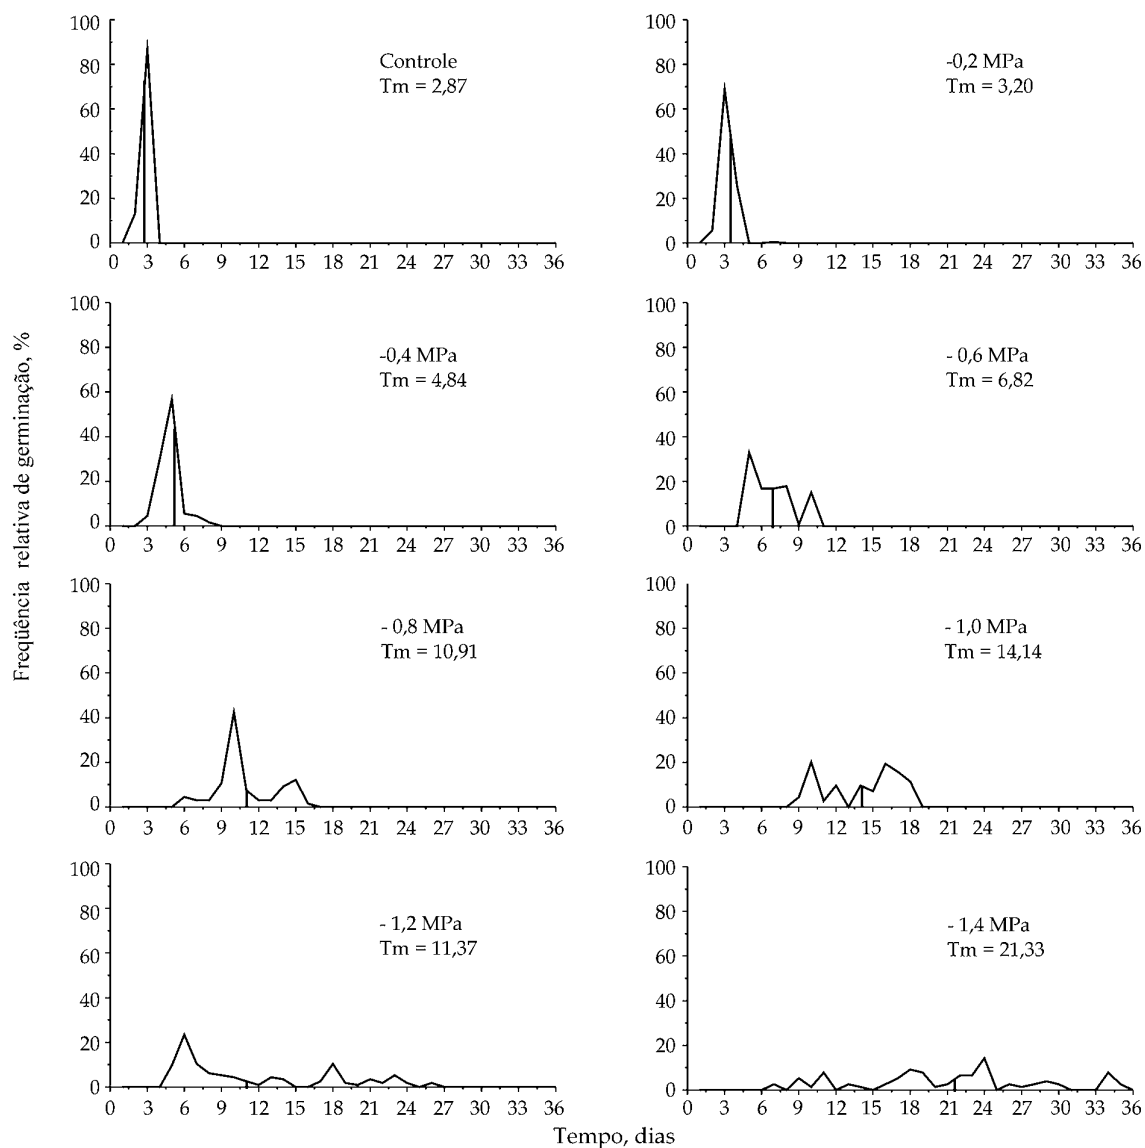 Freqüência relativa de germinação, %
100
80
60
40
20
0
Controle
Tm = 2,87
0 3 6 9 12 15 18 21 24 27 30 33 36
100
80
60
40
20
0
-0,2 MPa
Tm = 3,20
0 3 6 9 12 15 18 21 24 27 30 33 36
100
80
60
40
20
0
-0,4 MPa
Tm = 4,84
0 3 6 9 12 15 18 21 24 27 30 33 36
100
80
60
40
20
0
- 0,6 MPa
Tm = 6,82
0 3 6 9 12 15 18 21 24 27 30 33 36
100
80
60
40
20
0
- 0,8 MPa
Tm = 10,91
0 3 6 9 12 15 18 21 24 27 30 33 36
100
80
60
40
20
0
- 1,0 MPa
Tm = 14,14
0 3 6 9 12 15 18 21 24 27 30 33 36
100
80
60
40
20
0
- 1,2 MPa
Tm = 11,37
0 3 6 9 12 15 18 21 24 27 30 33 36
100
80
60
40
20
0
- 1,4 MPa
Tm = 21,33
0 3 6 9 12 15 18 21 24 27 30 33 36
Tempo, dias